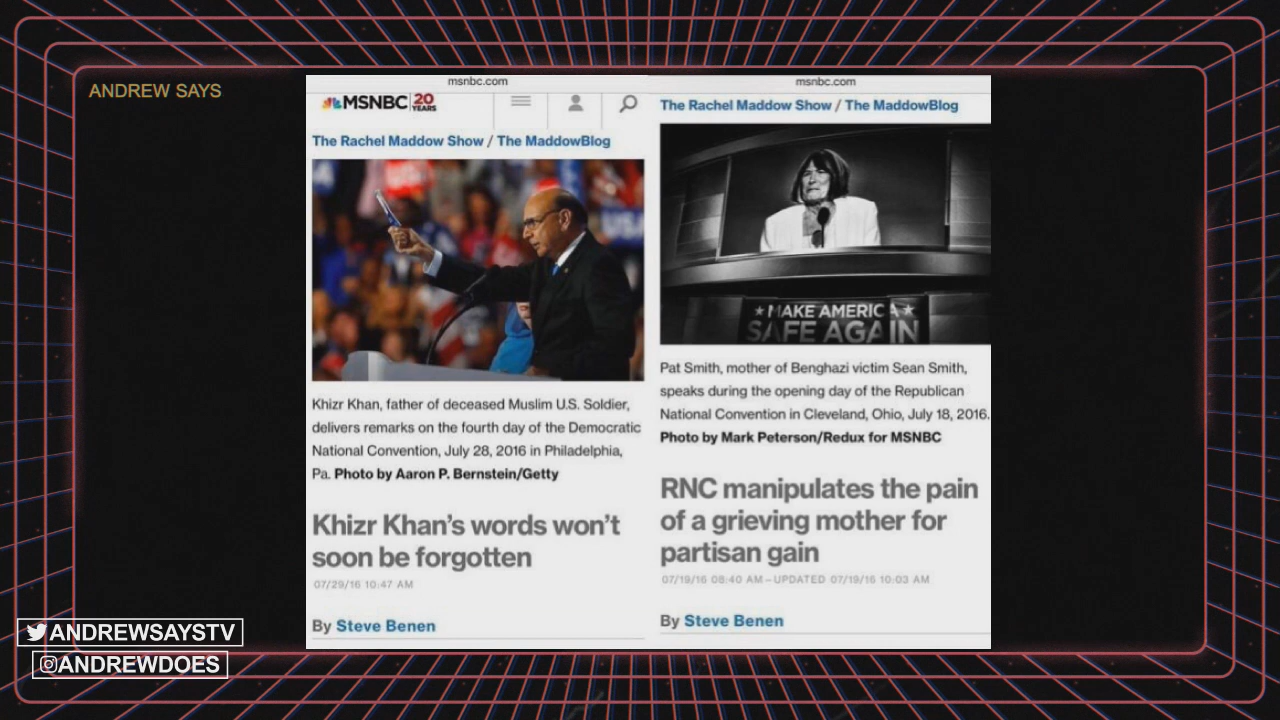 ANDREW SAYS
msnbc.com
MSNBC 20 YEARS
The Rachel Maddow Show / The MaddowBlog
USA
Khizr Khan, father of deceased Muslim U.S. Soldier,
delivers remarks on the fourth day of the Democratic
National Convention, July 28, 2016 in Philadelphia,
Pa. Photo by Aaron P. Bernstein/Getty
Khizr Khan's words won't
soon be forgotten
07/29/16 10:47 AM
By Steve Benen
msnbc.com
The Rachel Maddow Show / The MaddowBlog
MAKE AMERICA
SAFE AGAIN
Pat Smith, mother of Benghazi victim Sean Smith,
speaks during the opening day of the Republican
National Convention in Cleveland, Ohio, July 18, 2016.
Photo by Mark Peterson/Redux for MSNBC
RNC manipulates the pain
of a grieving mother for
partisan gain
07/19/16 08:40 AM – UPDATED 07/19/16 10:03 AM
By Steve Benen
ANDREWSAYSTV
@ANDREWDOES